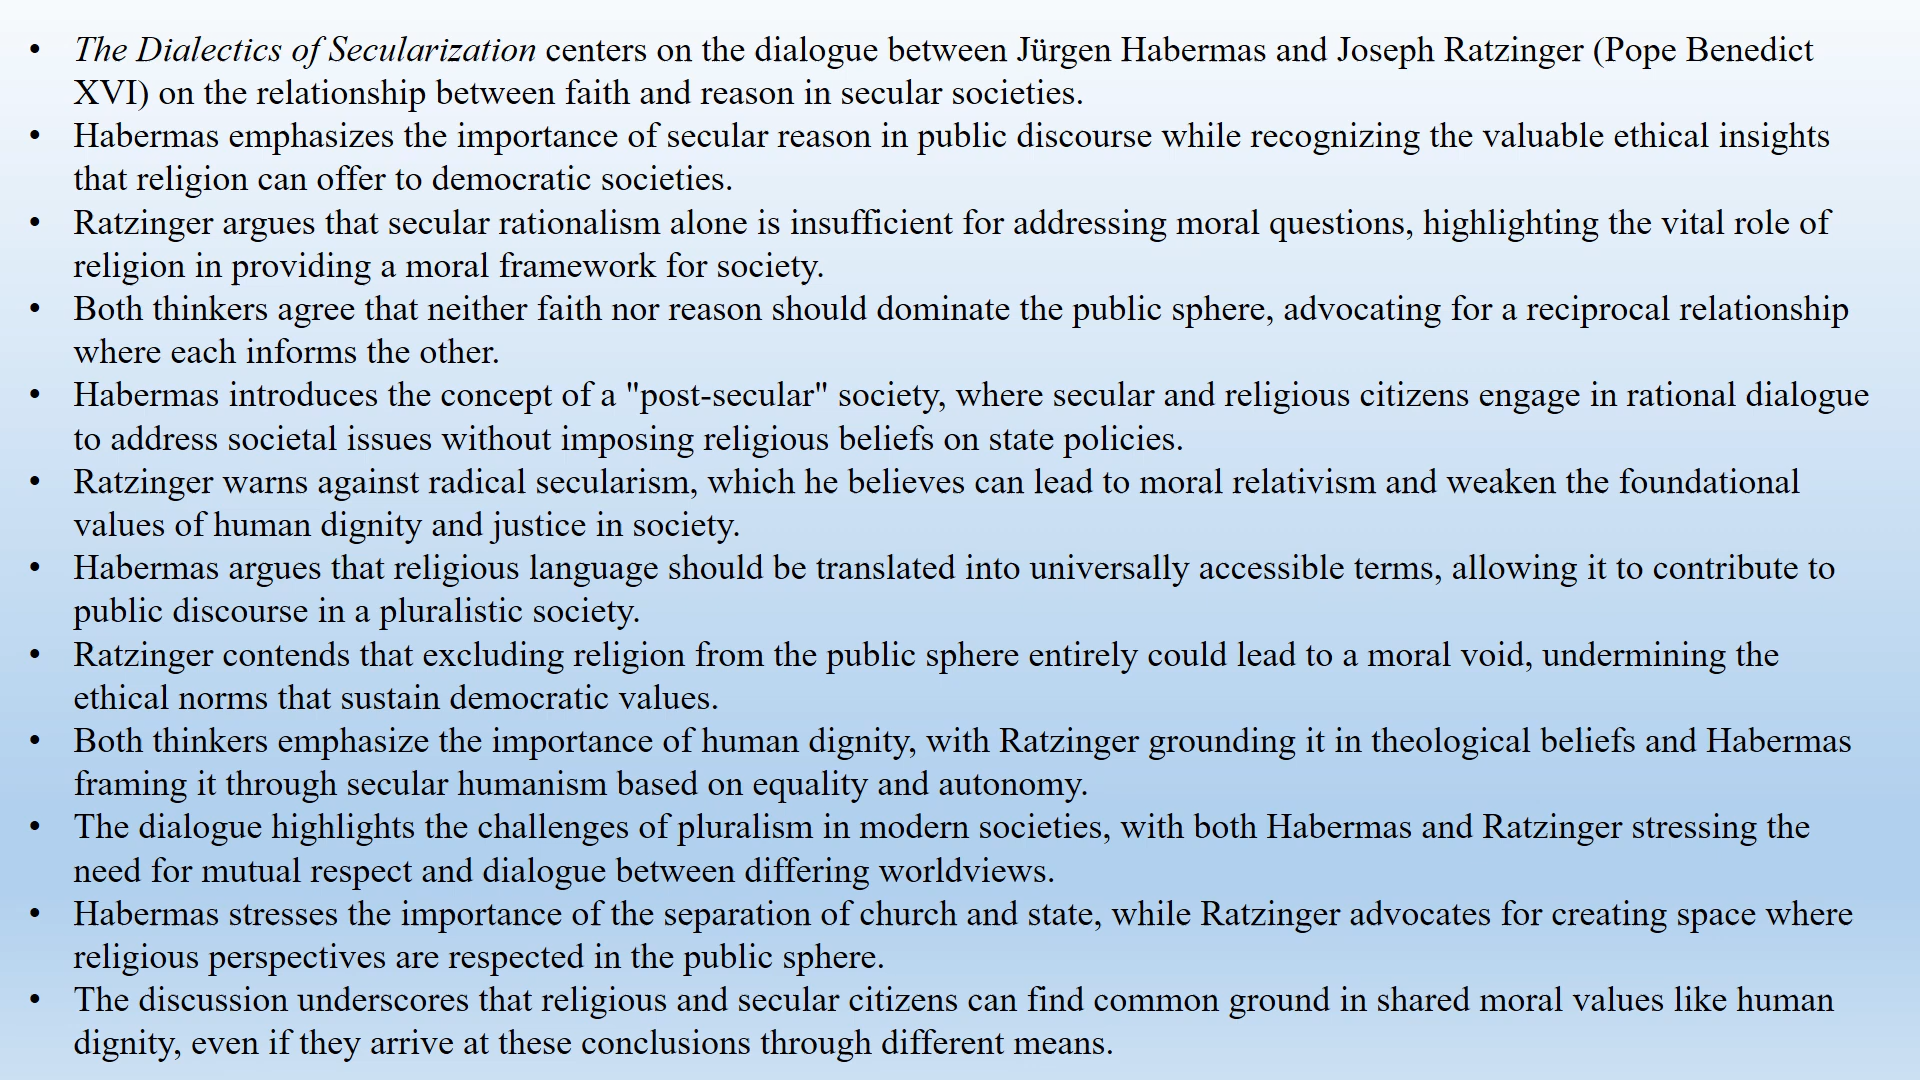 • The Dialectics of Secularization centers on the dialogue between Jürgen Habermas and Joseph Ratzinger (Pope Benedict
XVI) on the relationship between faith and reason in secular societies.
• Habermas emphasizes the importance of secular reason in public discourse while recognizing the valuable ethical insights
that religion can offer to democratic societies.
• Ratzinger argues that secular rationalism alone is insufficient for addressing moral questions, highlighting the vital role of
religion in providing a moral framework for society.
• Both thinkers agree that neither faith nor reason should dominate the public sphere, advocating for a reciprocal relationship
where each informs the other.
• Habermas introduces the concept of a "post-secular" society, where secular and religious citizens engage in rational dialogue
to address societal issues without imposing religious beliefs on state policies.
• Ratzinger warns against radical secularism, which he believes can lead to moral relativism and weaken the foundational
values of human dignity and justice in society.
• Habermas argues that religious language should be translated into universally accessible terms, allowing it to contribute to
public discourse in a pluralistic society.
• Ratzinger contends that excluding religion from the public sphere entirely could lead to a moral void, undermining the
ethical norms that sustain democratic values.
• Both thinkers emphasize the importance of human dignity, with Ratzinger grounding it in theological beliefs and Habermas
framing it through secular humanism based on equality and autonomy.
• The dialogue highlights the challenges of pluralism in modern societies, with both Habermas and Ratzinger stressing the
need for mutual respect and dialogue between differing worldviews.
• Habermas stresses the importance of the separation of church and state, while Ratzinger advocates for creating space where
religious perspectives are respected in the public sphere.
• The discussion underscores that religious and secular citizens can find common ground in shared moral values like human
dignity, even if they arrive at these conclusions through different means.